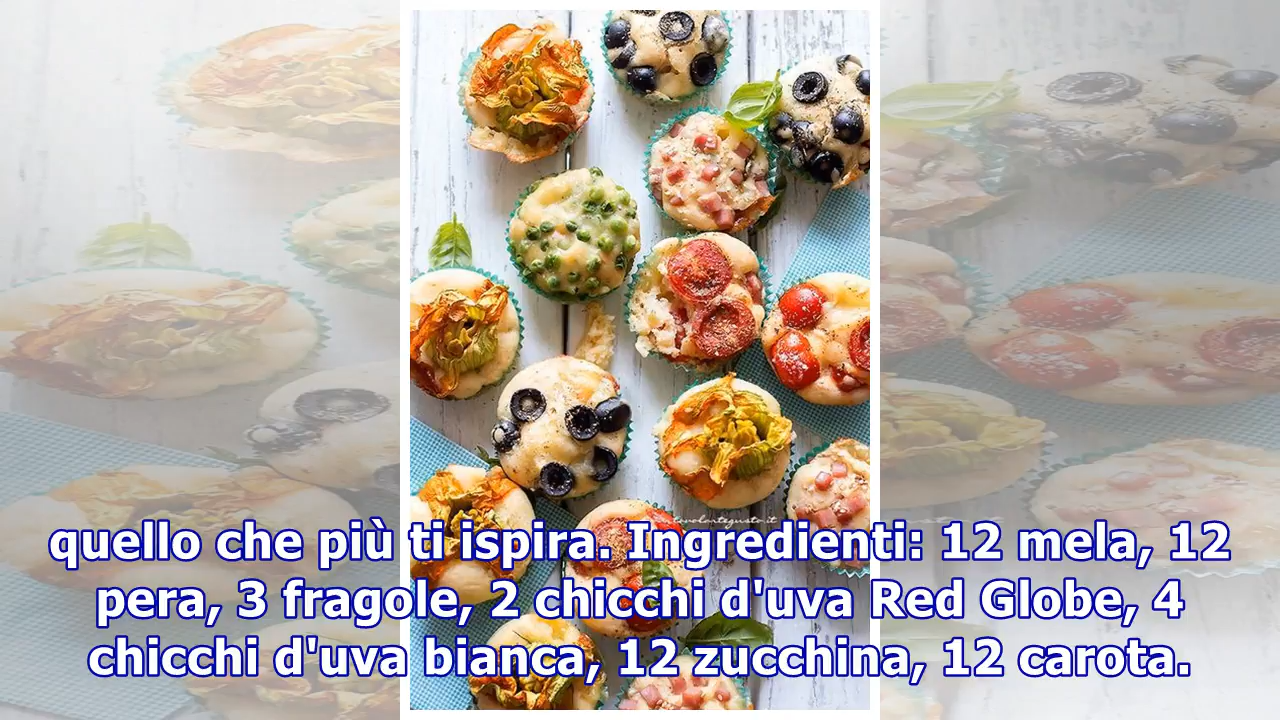 quello che più ti ispira. Ingredienti: 12 mela, 12
pera, 3 fragole, 2 chicchi d'uva Red Globe, 4
chicchi d'uva bianca, 12 zucchina, 12 carota.